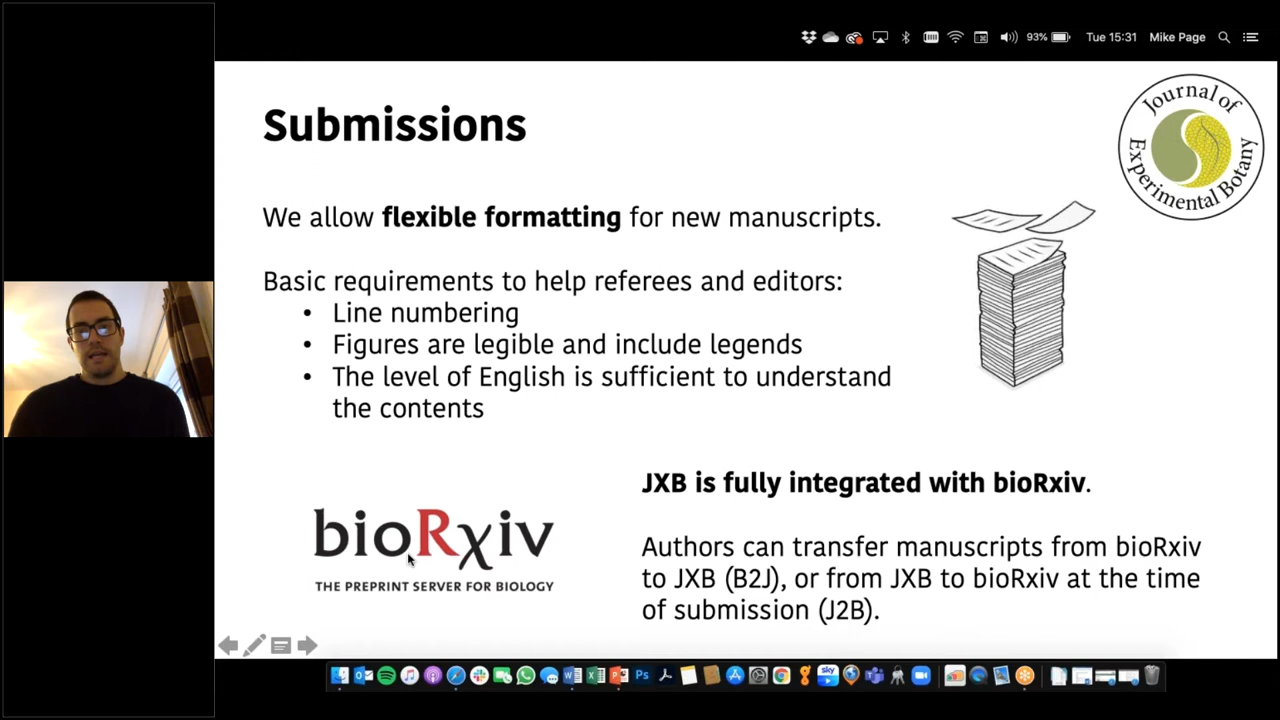 93% Tue 15:31 Mike Page
Submissions
Journal of
Experimental Botany
We allow flexible formatting for new manuscripts.
Basic requirements to help referees and editors:
• Line numbering
• Figures are legible and include legends
• The level of English is sufficient to understand
the contents
JXB is fully integrated with bioRxiv.
bioRχiv
THE PREPRINT SERVER FOR BIOLOGY
Authors can transfer manuscripts from bioRxiv
to JXB (B2J), or from JXB to bioRxiv at the time
of submission (J2B).
Ps
sky